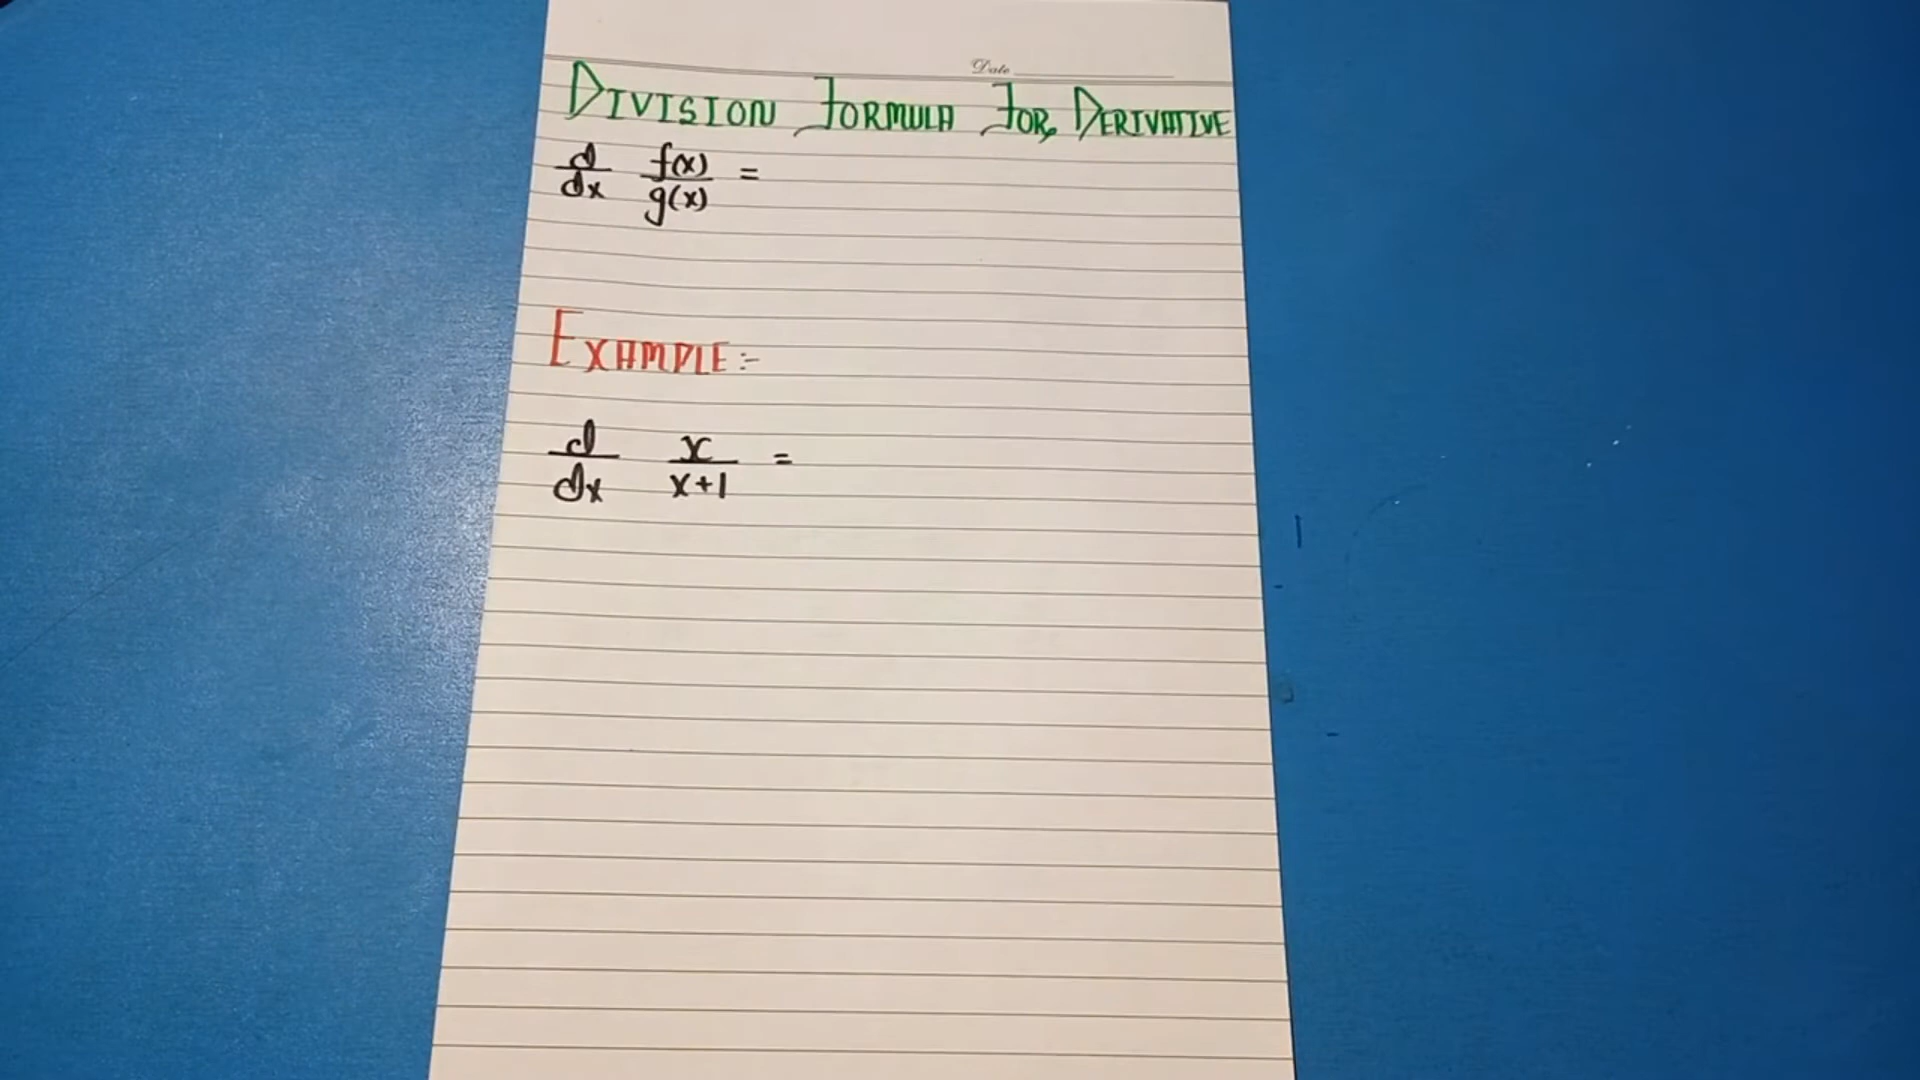 Date
DIVISION FORMULA FOR DERIVATIVE
d/dx f(x)/g(x) =
EXAMPLE:-
d/dx x/x+1 =